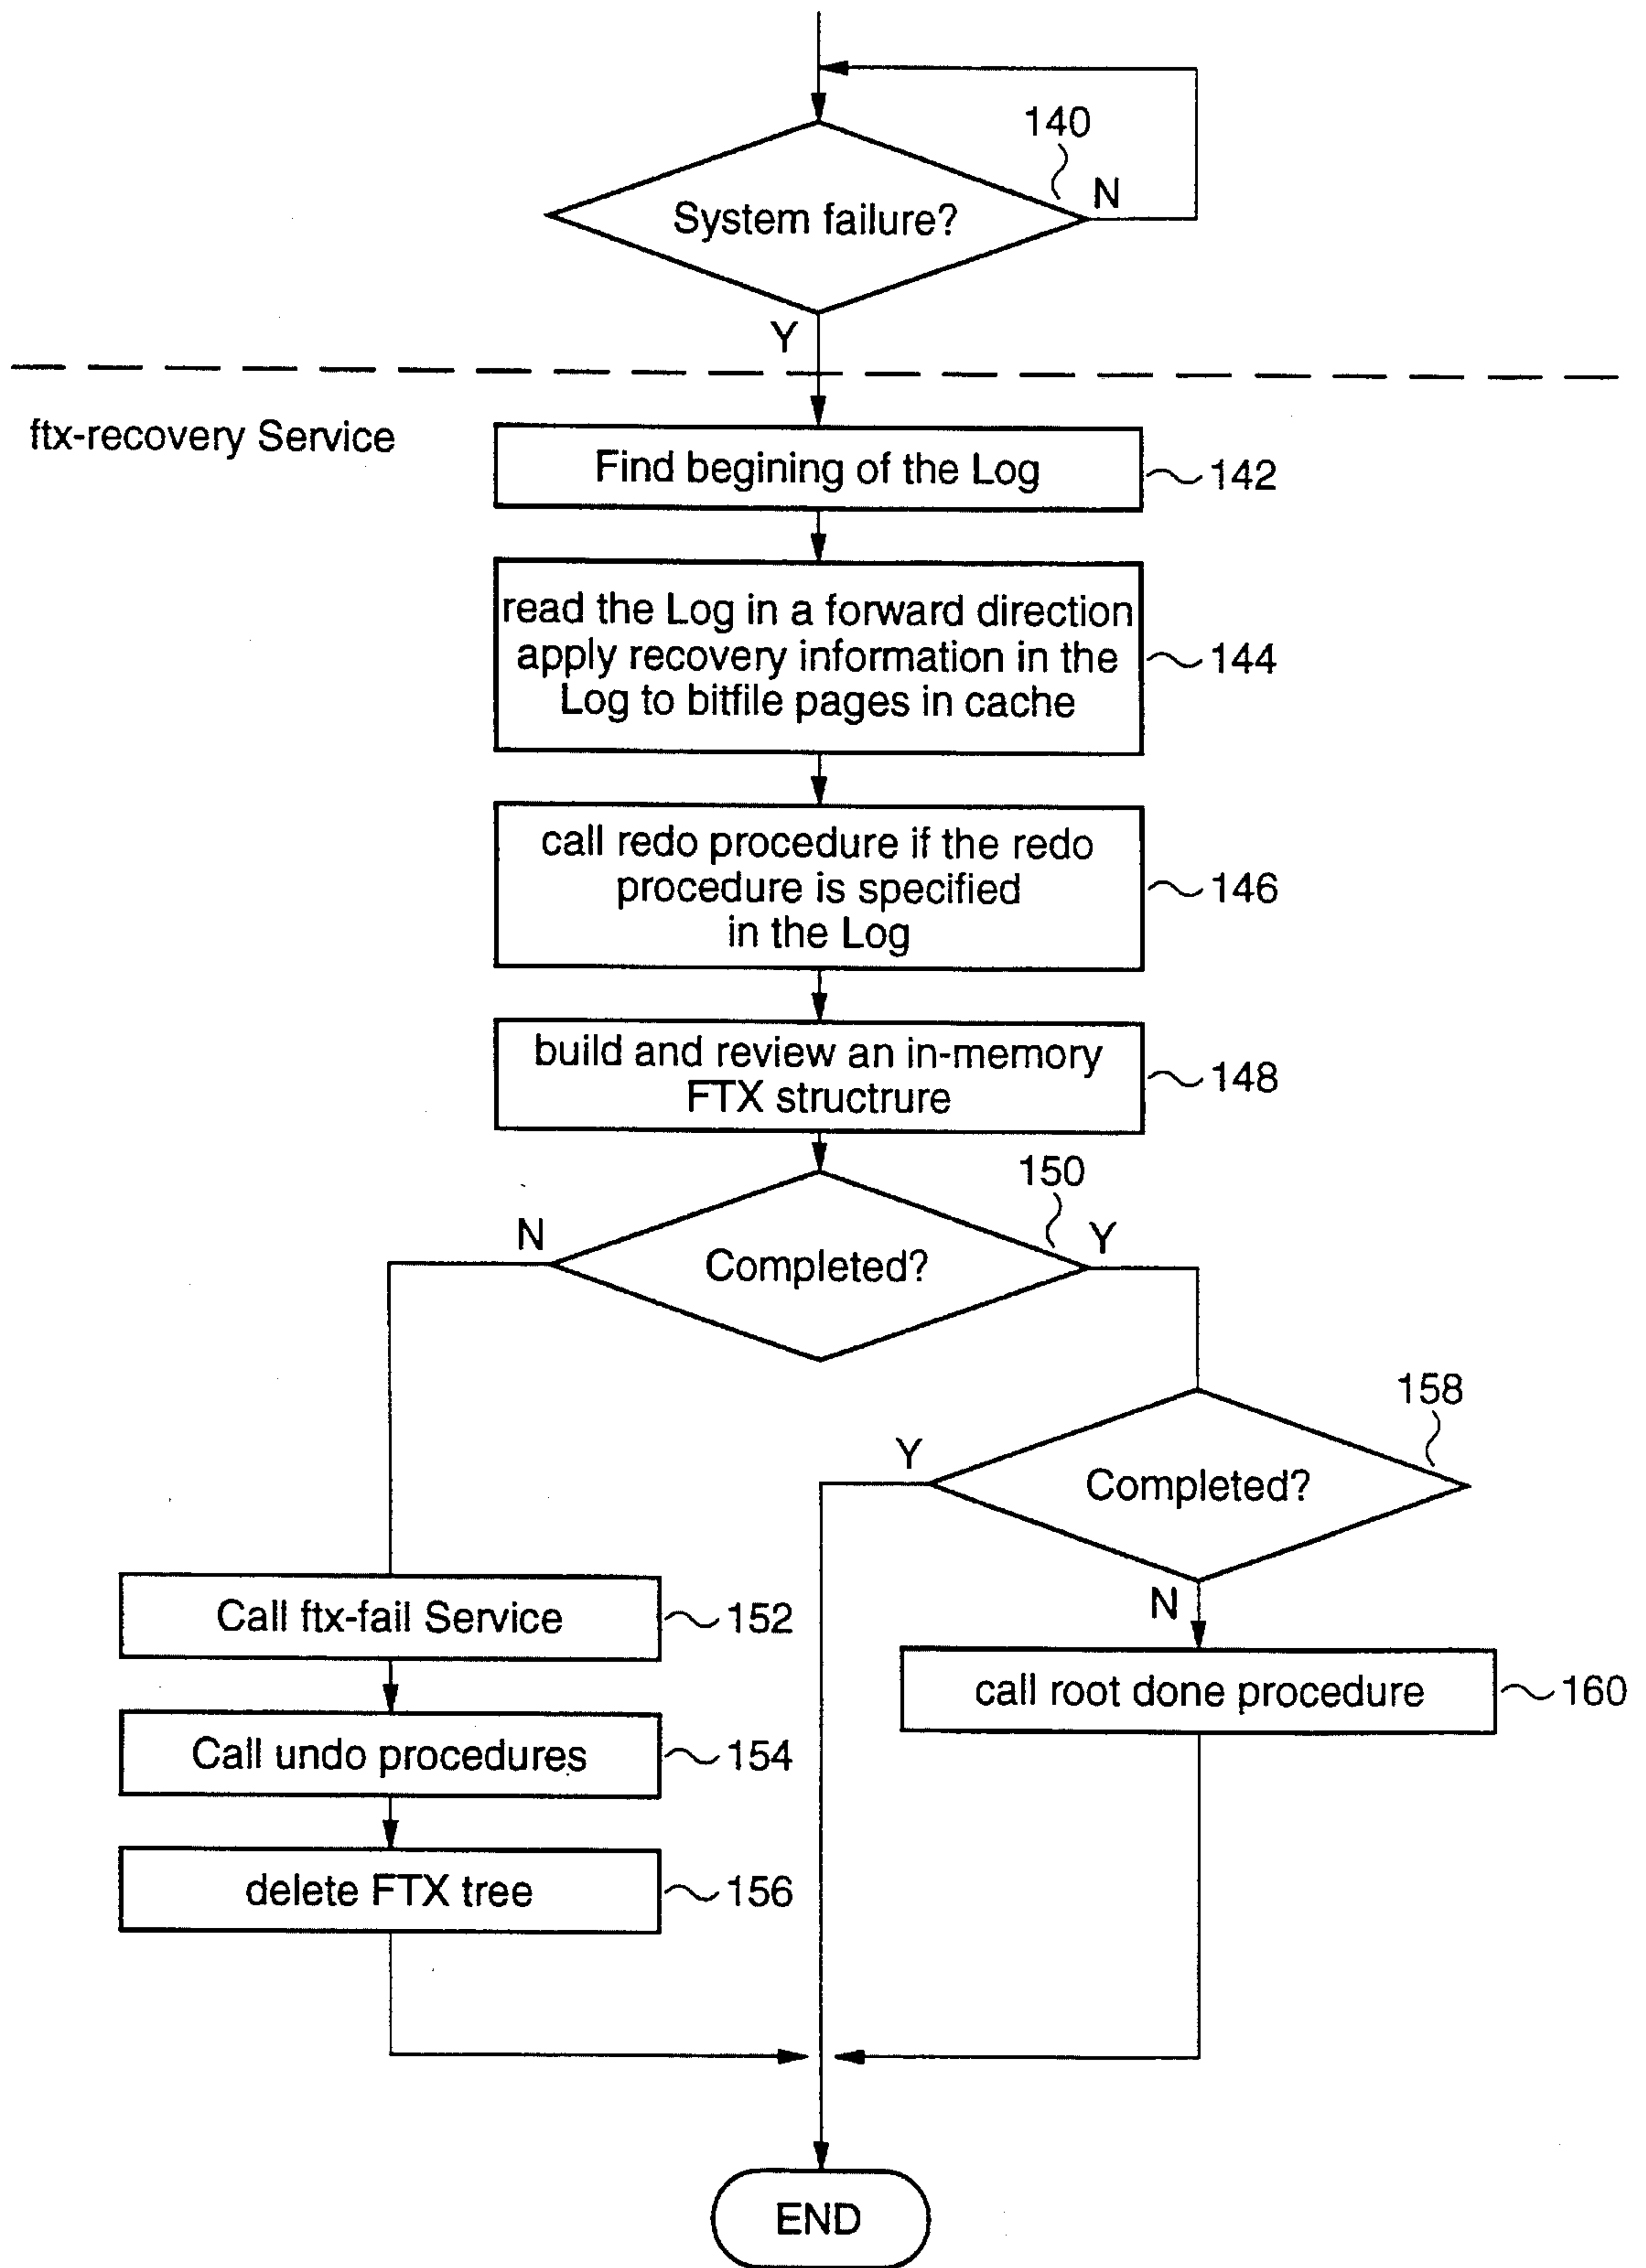 140
N
System failure?
Y
ftx-recovery Service
Find begining of the Log
142
read the Log in a forward direction
apply recovery information in the
Log to bitfile pages in cache
144
call redo procedure if the redo
procedure is specified
in the Log
146
build and review an in-memory
FTX structrure
148
150
N
Y
Completed?
158
Y
Completed?
N
Call ftx-fail Service
152
call root done procedure
160
Call undo procedures
154
delete FTX tree
156
END